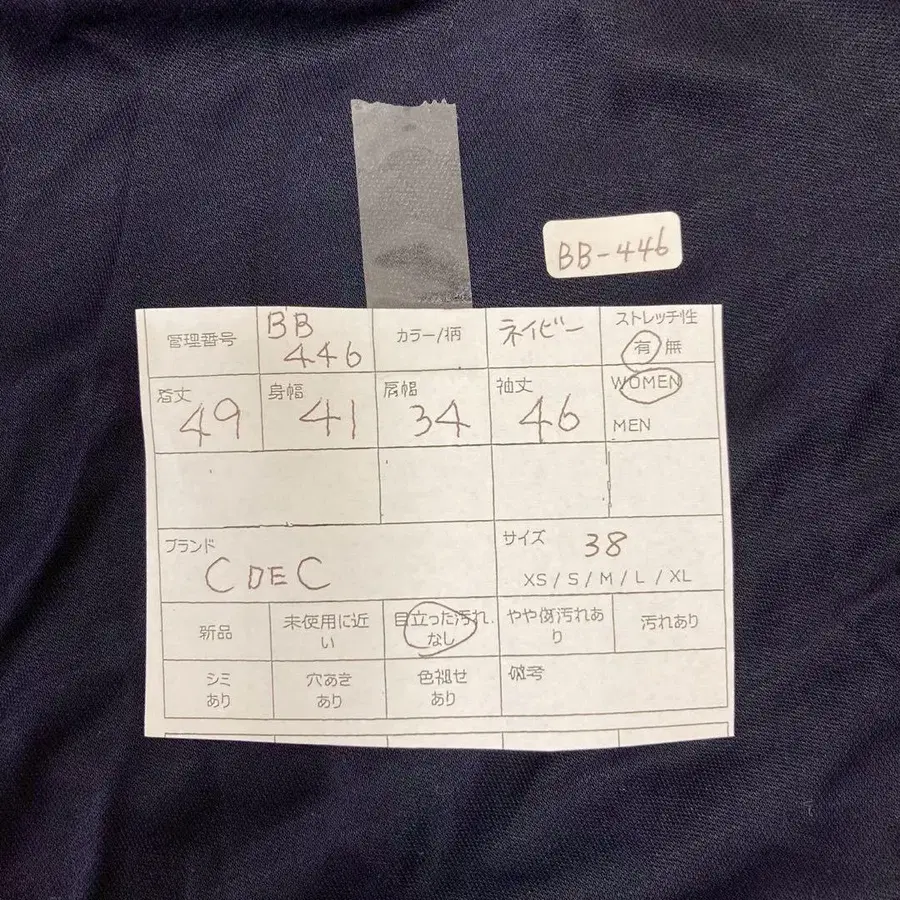 BB-446
管理番号
BB
446
カラー/柄
ネイビー
ストレッチ性
有 無
着丈
49
身幅
41
肩幅
34
袖丈
46
WOMEN
MEN
ブランド
C DE C
サイズ
38
XS / S / M / L / XL
新品
未使用に近
い
目立った汚れ
なし
やや傷汚れあ
り
汚れあり
シミ
あり
穴あき
あり
色褪せ
あり
備考